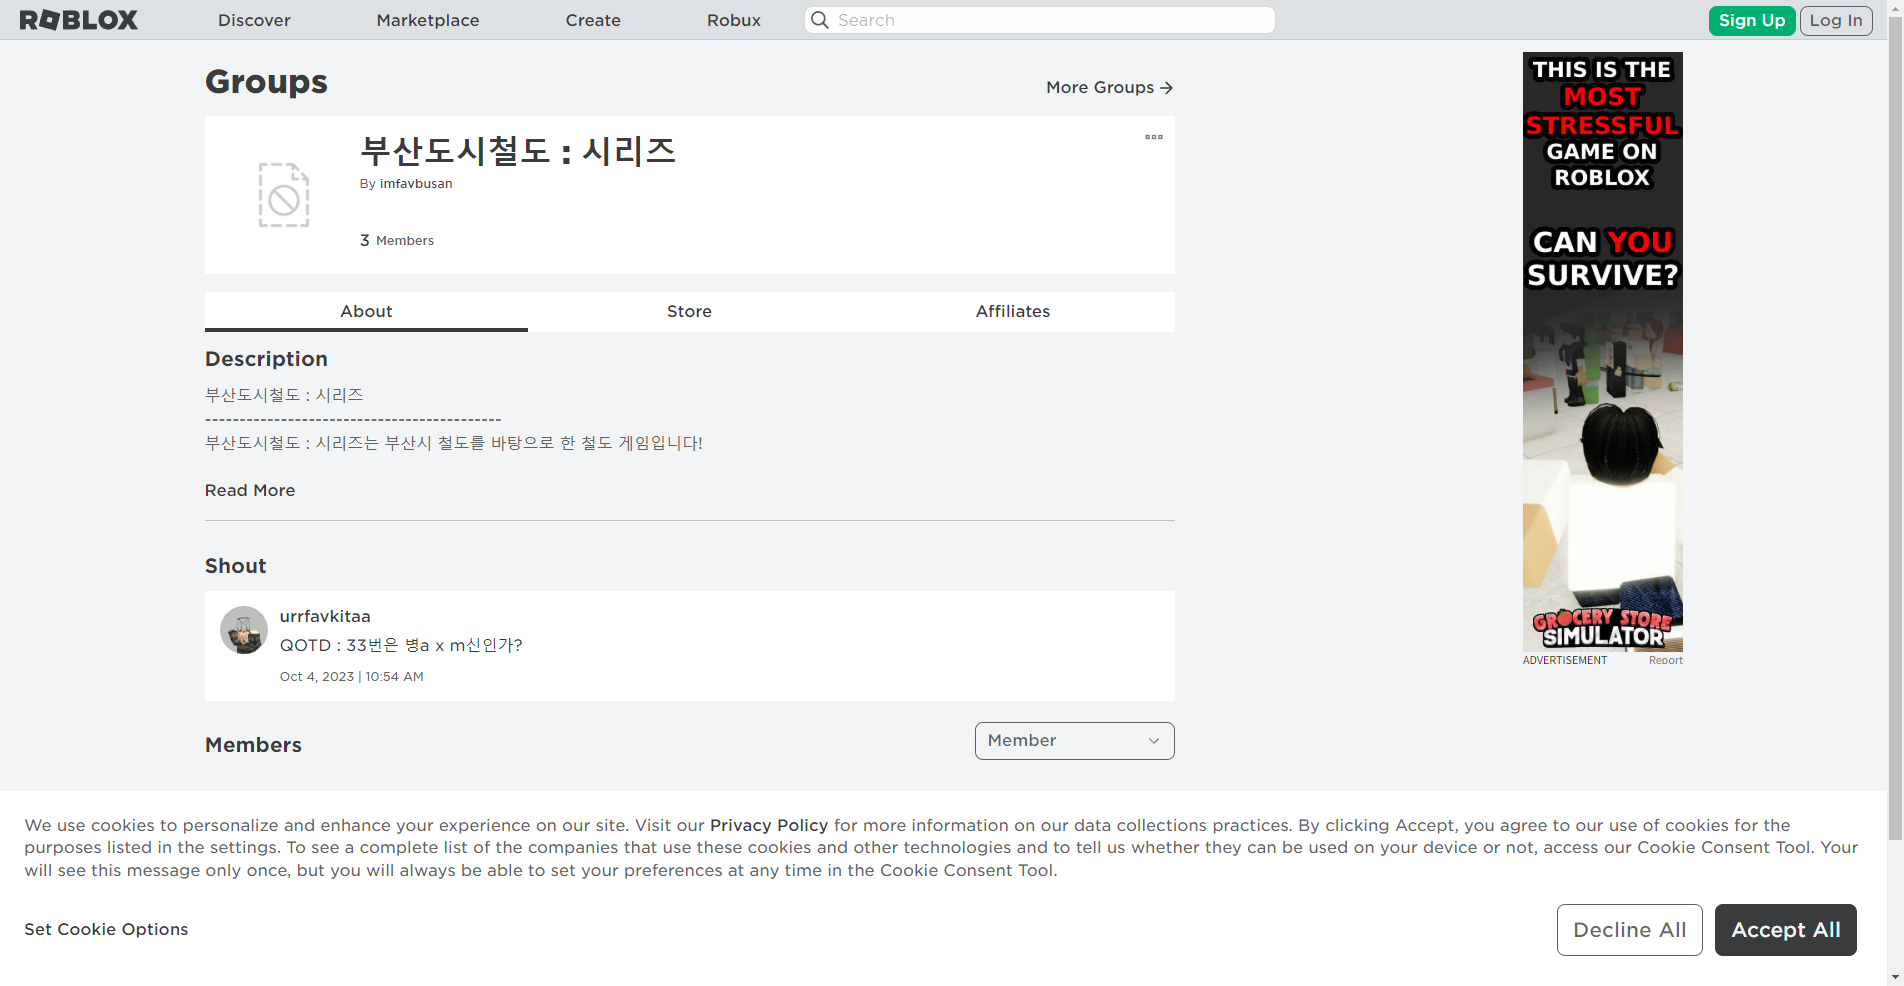 ROBLOX
Discover
Marketplace
Create
Robux
Search
Sign Up
Log In
Groups
More Groups
부산도시철도 : 시리즈
By imfavbusan
3 Members
About
Store
Affiliates
Description
부산도시철도 : 시리즈
-------------------------------------------
부산도시철도 : 시리즈는 부산시 철도를 바탕으로 한 철도 게임입니다!
Read More
Shout
urrfavkitaa
QOTD : 33번은 병a x m신인가?
Oct 4, 2023 | 10:54 AM
Members
Member
THIS IS THE
MOST
STRESSFUL
GAME ON
ROBLOX
CAN YOU
SURVIVE?
GROCERY STORE
SIMULATOR
ADVERTISEMENT
Report
We use cookies to personalize and enhance your experience on our site. Visit our Privacy Policy for more information on our data collections practices. By clicking Accept, you agree to our use of cookies for the
purposes listed in the settings. To see a complete list of the companies that use these cookies and other technologies and to tell us whether they can be used on your device or not, access our Cookie Consent Tool. Your
will see this message only once, but you will always be able to set your preferences at any time in the Cookie Consent Tool.
Set Cookie Options
Decline All
Accept All